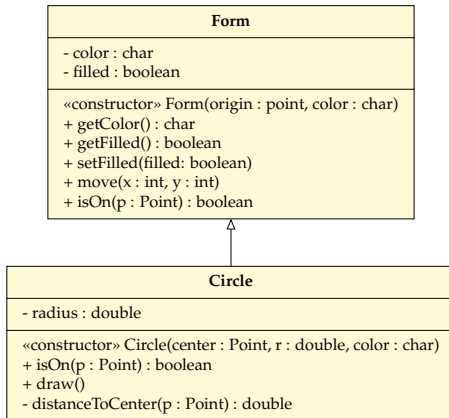 Form
- color : char
- filled : boolean
«constructor» Form(origin : point, color : char)
+ getColor() : char
+ getFilled() : boolean
+ setFilled(filled: boolean)
+ move(x : int, y : int)
+ isOn(p : Point) : boolean
Circle
- radius : double
«constructor» Circle(center : Point, r : double, color : char)
+ isOn(p : Point) : boolean
+ draw()
- distanceToCenter(p : Point) : double